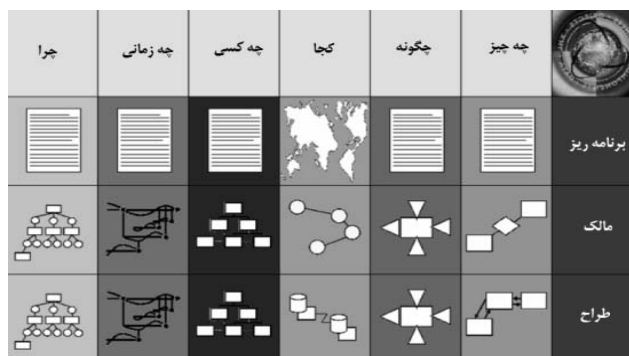 چه چیز
چگونه
کجا
چه کسی
چه زمانی
چرا
برنامه ریز
مالک
طراح